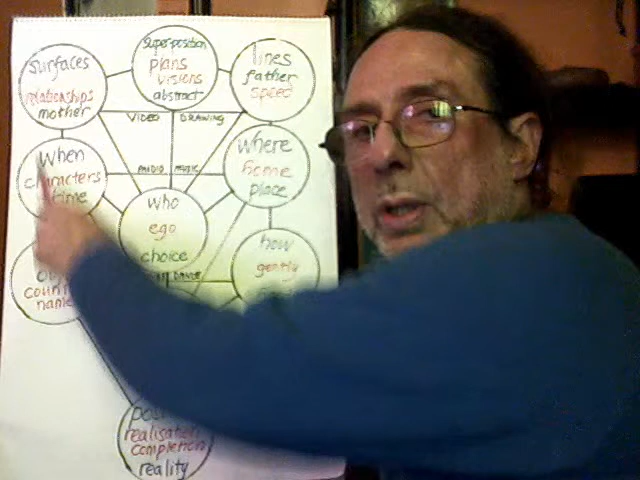 superposition
plans
visions
abstract
surfaces
relationships
mother
lines
father
speed
VIDEO DRAWING
When
characters
time
where
home
place
AUDIO MUSIC
who
ego
choice
how
gently
DANCE
name
realisation
completion
reality